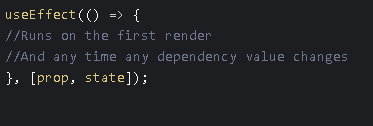 useEffect(() => {
//Runs on the first render
//And any time any dependency value changes
}, [prop, state]);